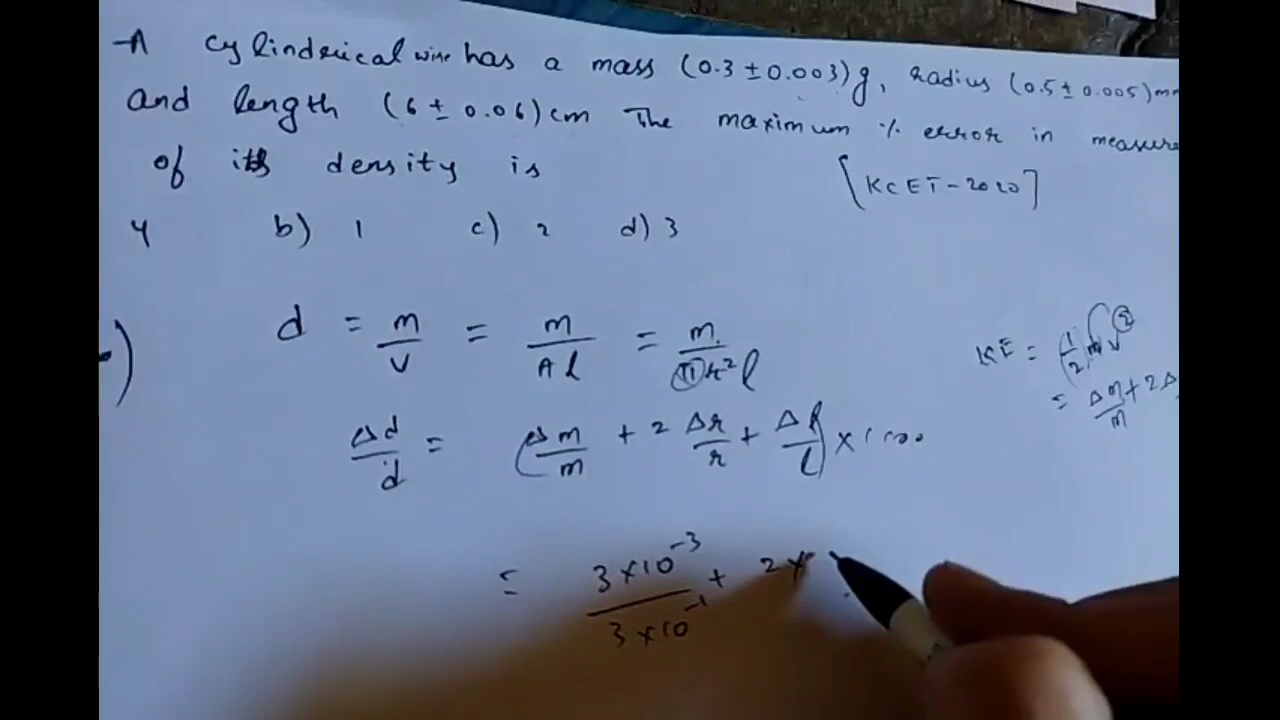 A cylindrical wire has a mass (0.3 ± 0.003)g, radius (0.5 ± 0.005)mm
and length (6 ± 0.06)cm The maximum % error in measure
of its density is
[KCET-2020]
4 b) 1 c) 2 d) 3
d = m/V = m/Al = m/πr²l
KE = (1/2)mv²
= Δm/m + 2Δ
Δd/d = (Δm/m + 2 Δr/r + Δl/l) × 100
= 3×10⁻³/3×10⁻¹ + 2×